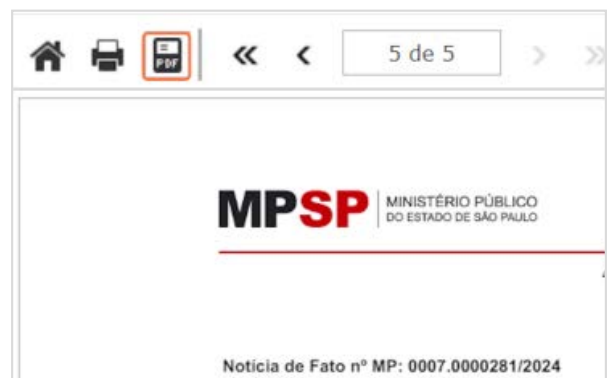 PDF
5 de 5
MPSP MINISTÉRIO PÚBLICO
DO ESTADO DE SÃO PAULO
Notícia de Fato nº MP: 0007.0000281/2024